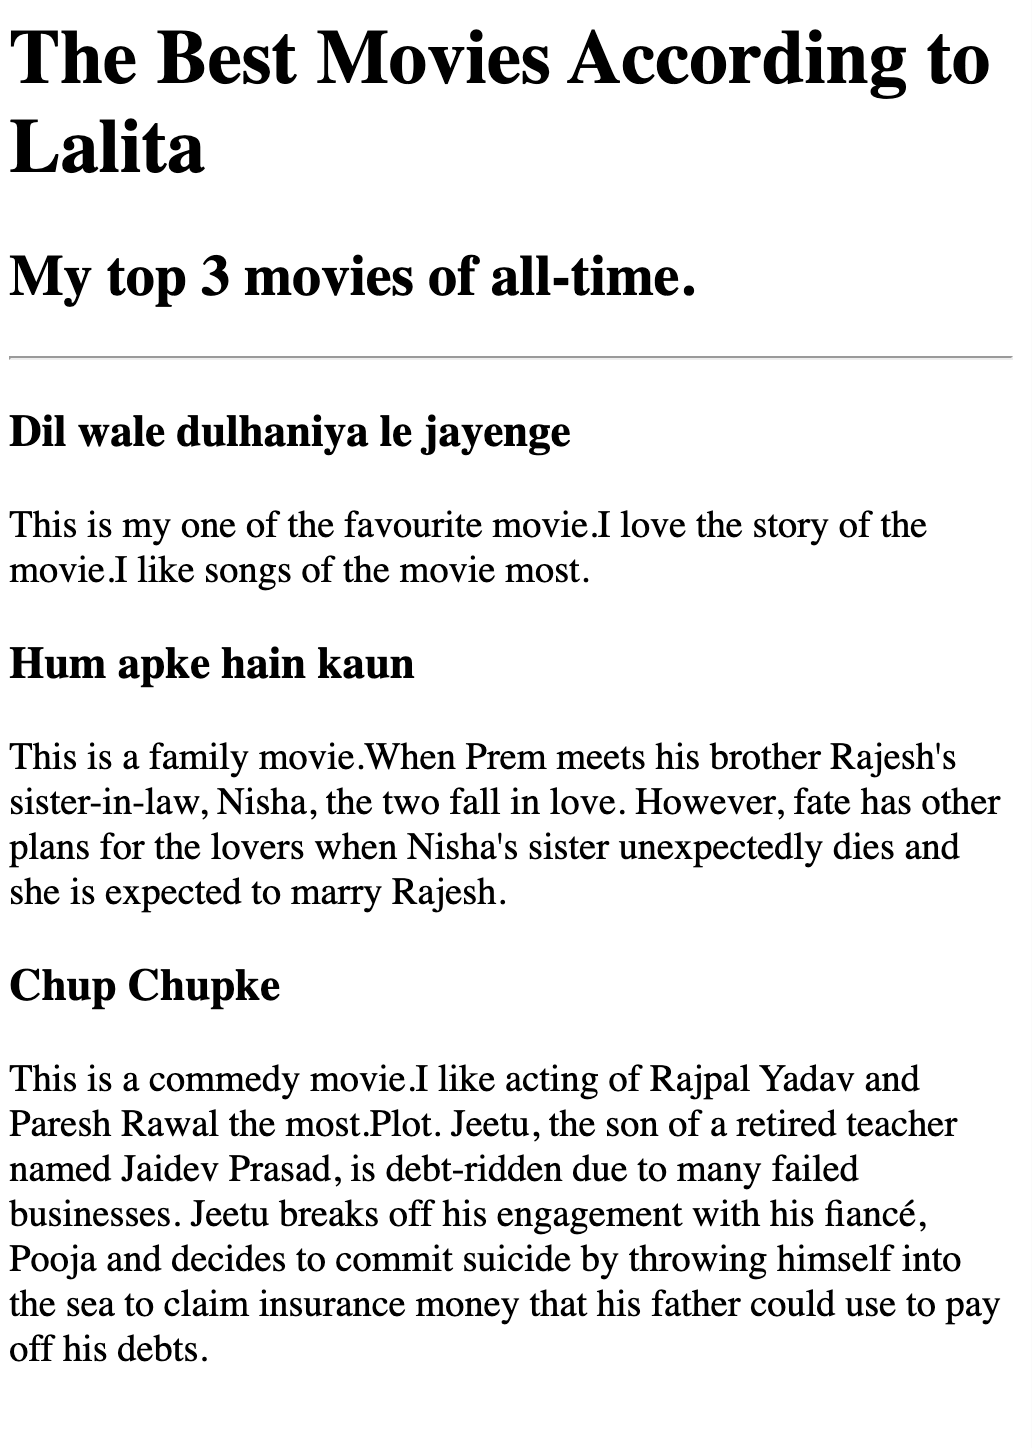 The Best Movies According to
Lalita
My top 3 movies of all-time.
Dil wale dulhaniya le jayenge
This is my one of the favourite movie.I love the story of the
movie.I like songs of the movie most.
Hum apke hain kaun
This is a family movie.When Prem meets his brother Rajesh's
sister-in-law, Nisha, the two fall in love. However, fate has other
plans for the lovers when Nisha's sister unexpectedly dies and
she is expected to marry Rajesh.
Chup Chupke
This is a commedy movie.I like acting of Rajpal Yadav and
Paresh Rawal the most.Plot. Jeetu, the son of a retired teacher
named Jaidev Prasad, is debt-ridden due to many failed
businesses. Jeetu breaks off his engagement with his fiancé,
Pooja and decides to commit suicide by throwing himself into
the sea to claim insurance money that his father could use to pay
off his debts.